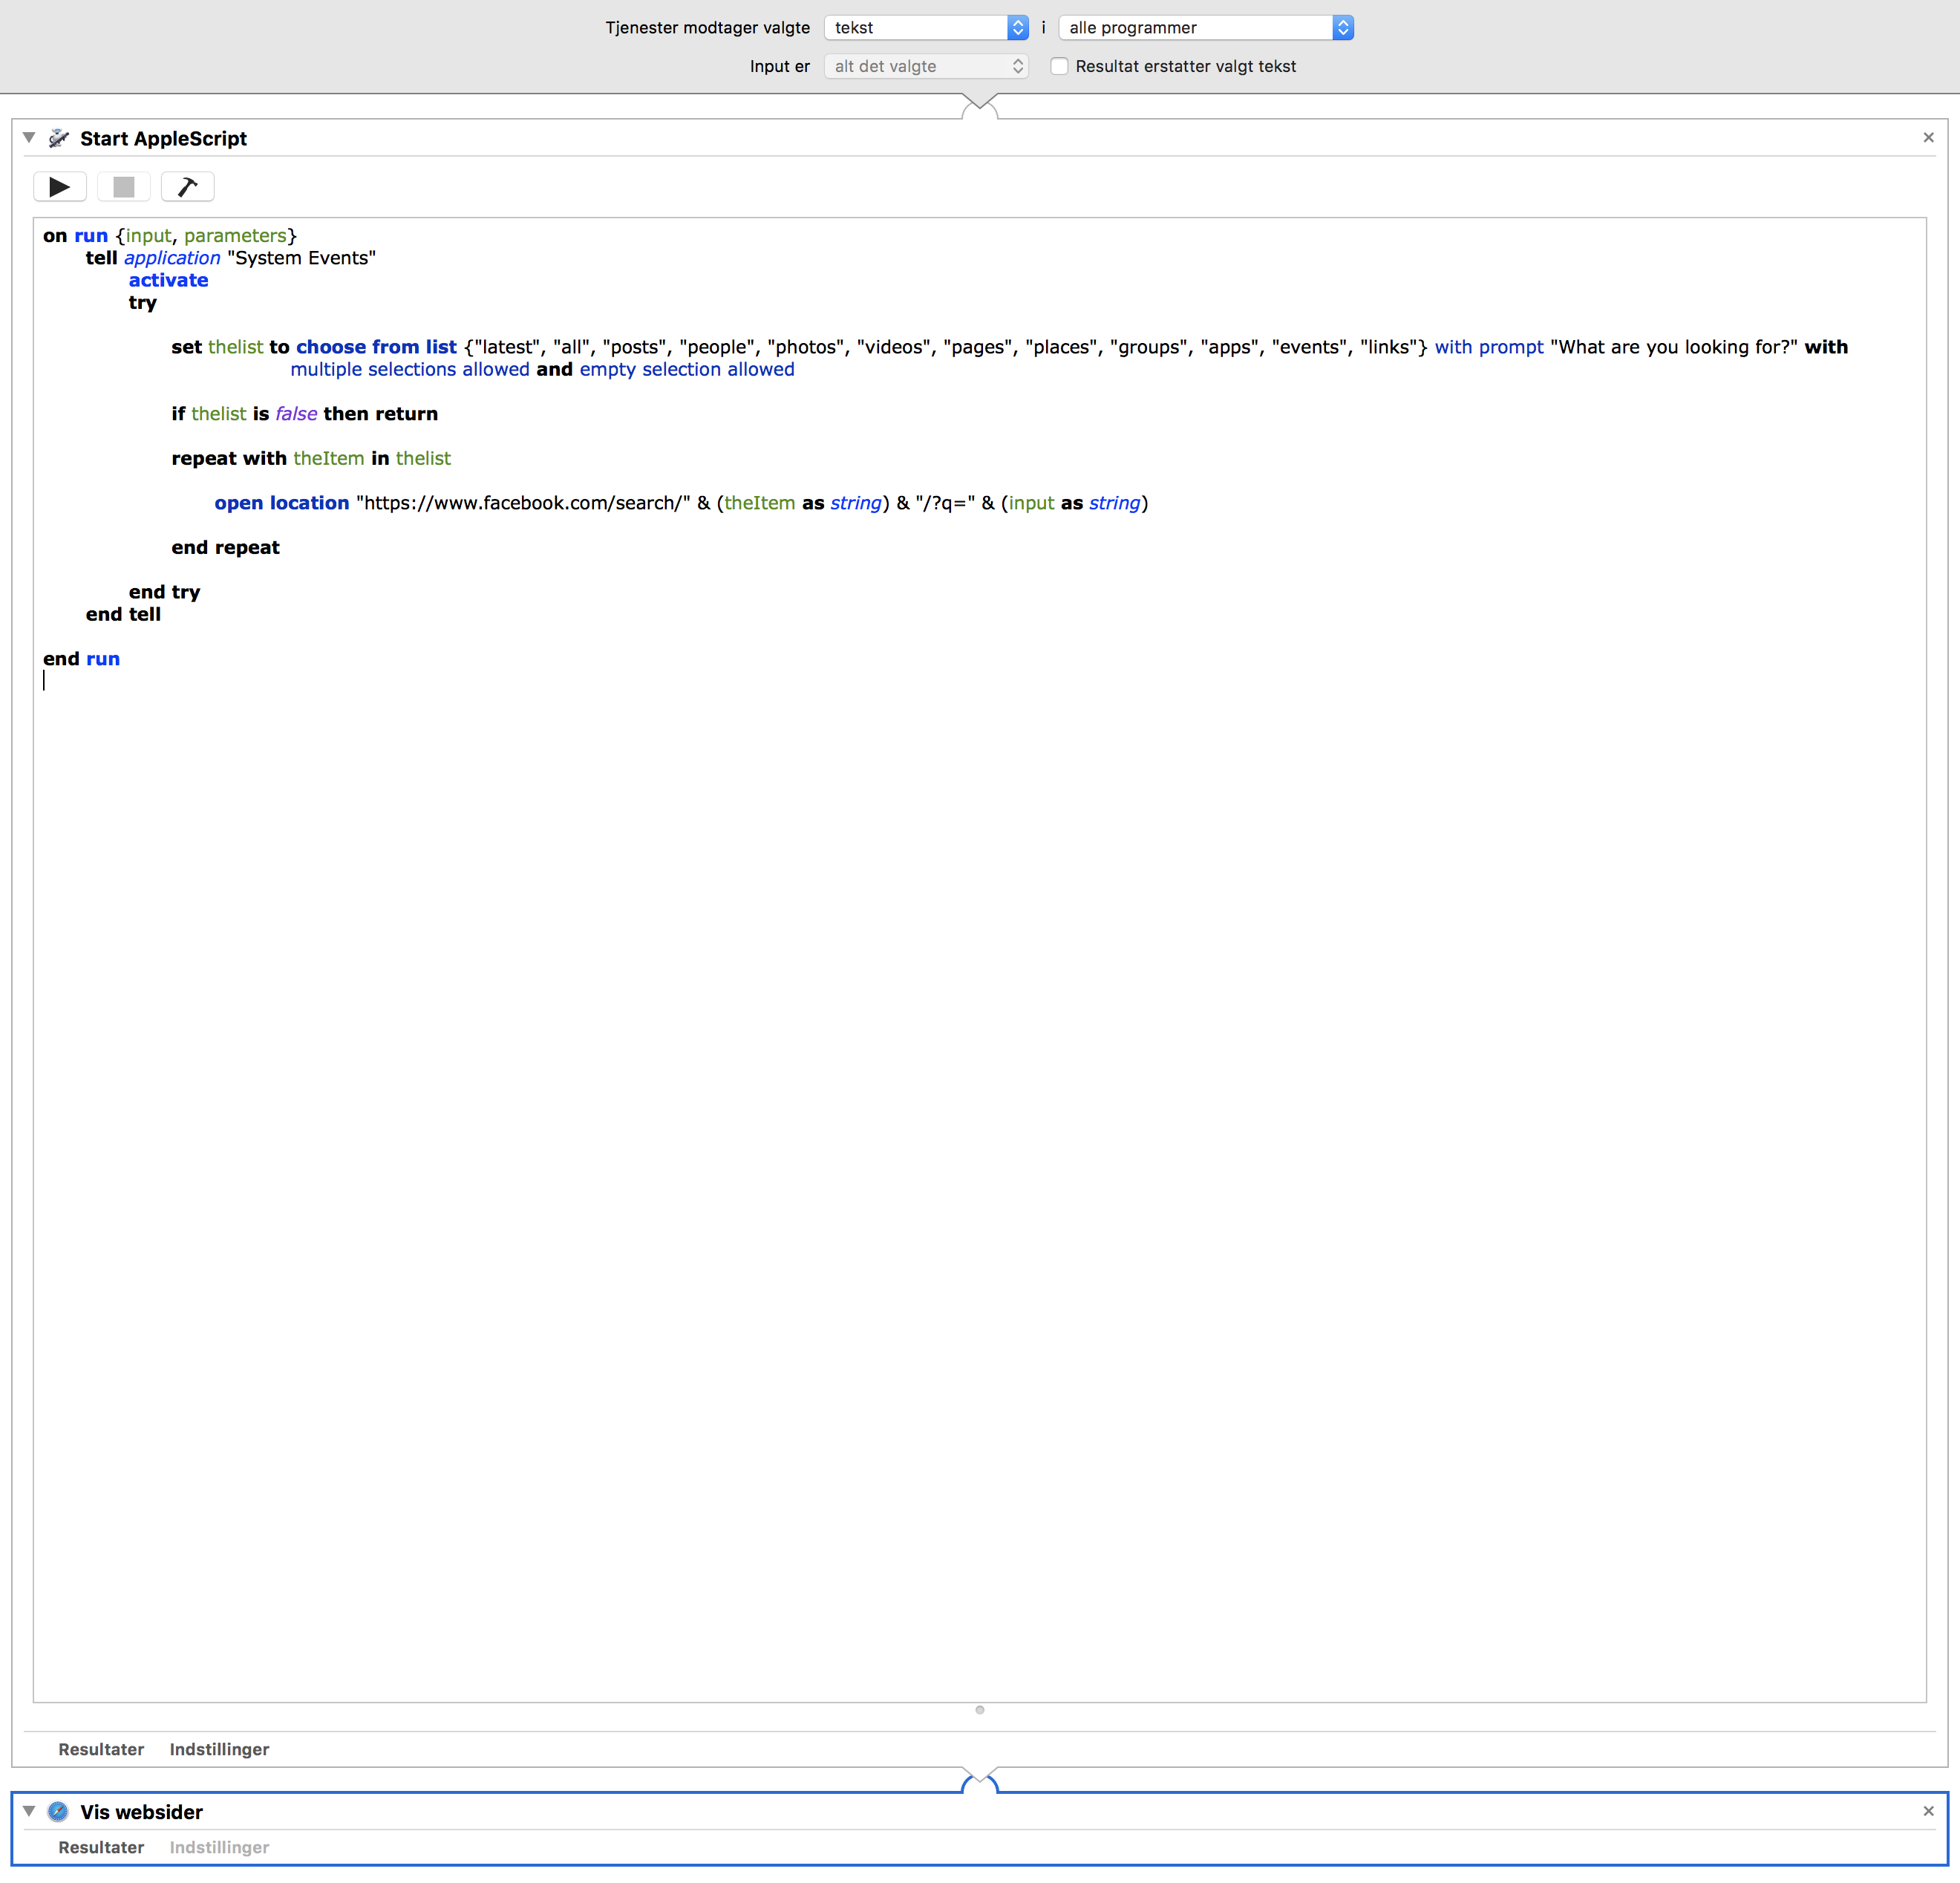 Tjenester modtager valgte tekst i alle programmer
Input er alt det valgte Resultat erstatter valgt tekst
Start AppleScript
on run {input, parameters}
tell application "System Events"
activate
try
set thelist to choose from list {"latest", "all", "posts", "people", "photos", "videos", "pages", "places", "groups", "apps", "events", "links"} with prompt "What are you looking for?" with
multiple selections allowed and empty selection allowed
if thelist is false then return
repeat with theItem in thelist
open location "https://www.facebook.com/search/" & (theItem as string) & "/?q=" & (input as string)
end repeat
end try
end tell
end run
Resultater Indstillinger
Vis websider
Resultater Indstillinger